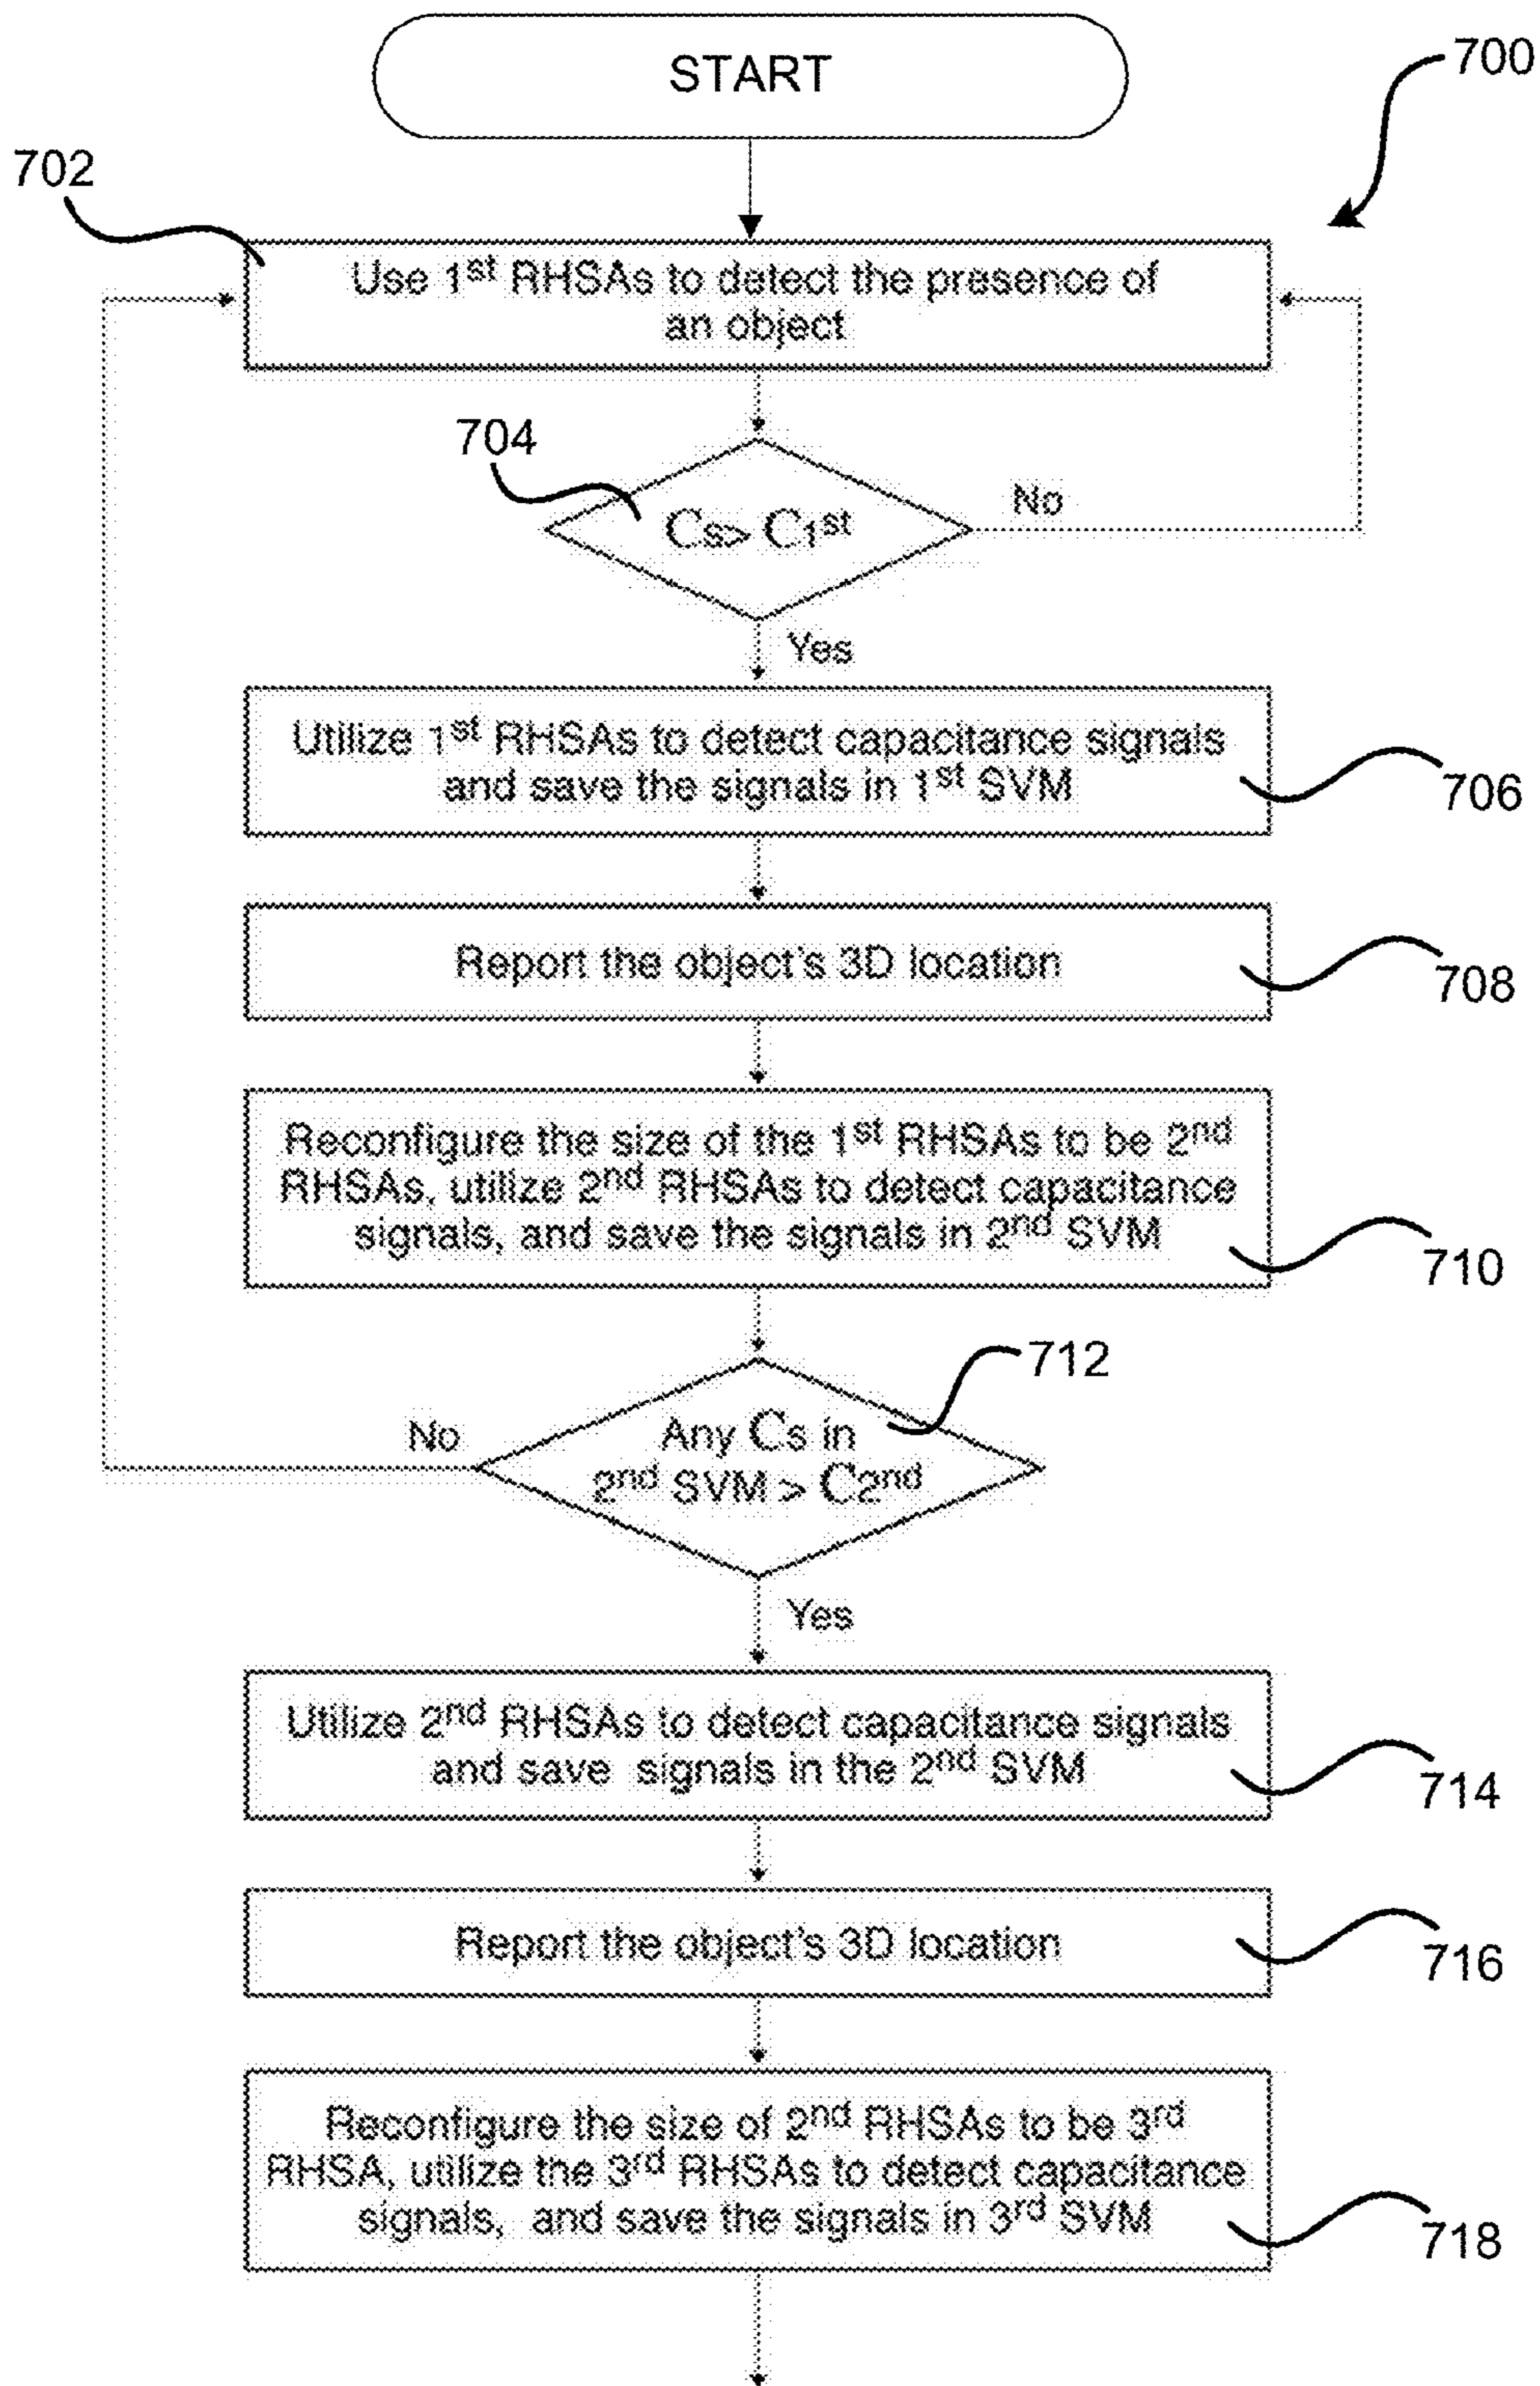 START
700
702
Use 1st RHSAs to detect the presence of
an object
704
Cs> C1st
No
Yes
Utilize 1st RHSAs to detect capacitance signals
and save the signals in 1st SVM
706
Report the object's 3D location
708
Reconfigure the size of the 1st RHSAs to be 2nd
RHSAs, utilize 2nd RHSAs to detect capacitance
signals, and save the signals in 2nd SVM
710
712
No
Any Cs in
2nd SVM > C2nd
Yes
Utilize 2nd RHSAs to detect capacitance signals
and save signals in the 2nd SVM
714
Report the object's 3D location
716
Reconfigure the size of 2nd RHSAs to be 3rd
RHSA, utilize the 3rd RHSAs to detect capacitance
signals, and save the signals in 3rd SVM
718